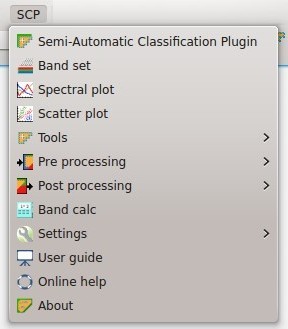 SCP
Semi-Automatic Classification Plugin
Band set
Spectral plot
Scatter plot
Tools
Pre processing
Post processing
Band calc
Settings
User guide
Online help
About